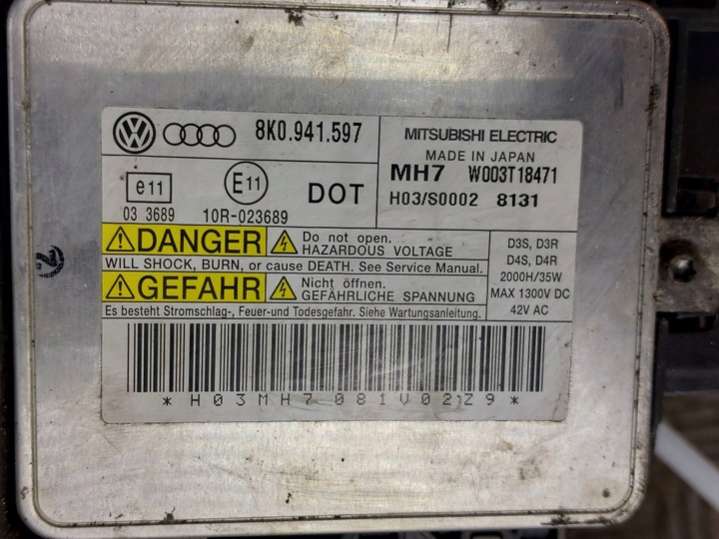 8K0.941.597
MITSUBISHI ELECTRIC
MADE IN JAPAN
MH7 W003T18471
H03/S0002 8131
e11
E11
DOT
03 3689
10R-023689
DANGER
Do not open.
HAZARDOUS VOLTAGE
WILL SHOCK, BURN, or cause DEATH. See Service Manual.
GEFAHR
Nicht öffnen.
GEFÄHRLICHE SPANNUNG
Es besteht Stromschlag-, Feuer-und Todesgefahr. Siehe Wartungsanleitung.
D3S, D3R
D4S, D4R
2000H/35W
MAX 1300V DC
42V AC
*H03MH7081V02Z9*
2